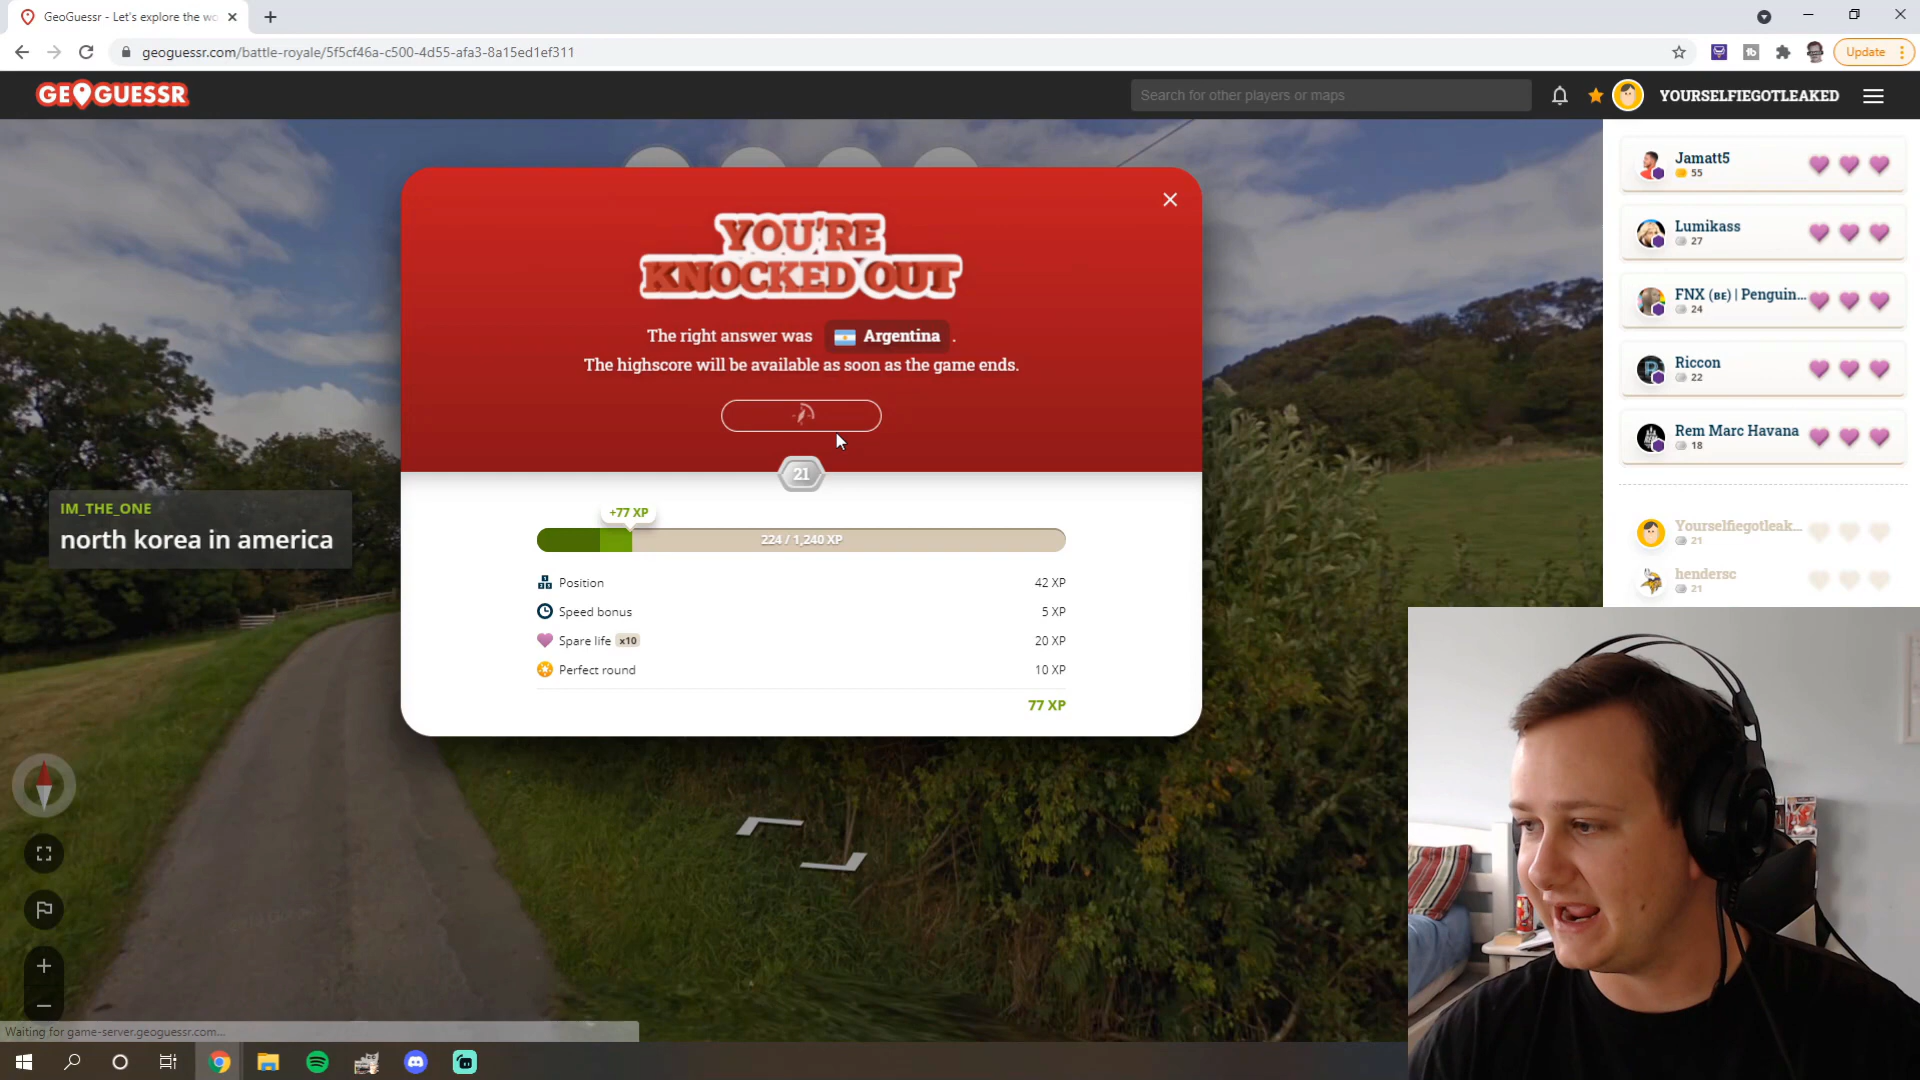 GeoGuessr - Let's explore the wo
geoguessr.com/battle-royale/5f5cf46a-c500-4d55-afa3-8a15ed1ef311
Update
GEOGUESSR
Search for other players or maps
YOURSELFIEGOTLEAKED
YOU'RE
KNOCKED OUT
The right answer was Argentina .
The highscore will be available as soon as the game ends.
21
+77 XP
224 / 1,240 XP
Position 42 XP
Speed bonus 5 XP
Spare life x10 20 XP
Perfect round 10 XP
77 XP
IM_THE_ONE
north korea in america
Jamatt5
55
Lumikass
27
FNX (BE) | Penguin...
24
Riccon
22
Rem Marc Havana
18
Yourselfiegotleak...
21
hendersc
21
Waiting for game-server.geoguessr.com...